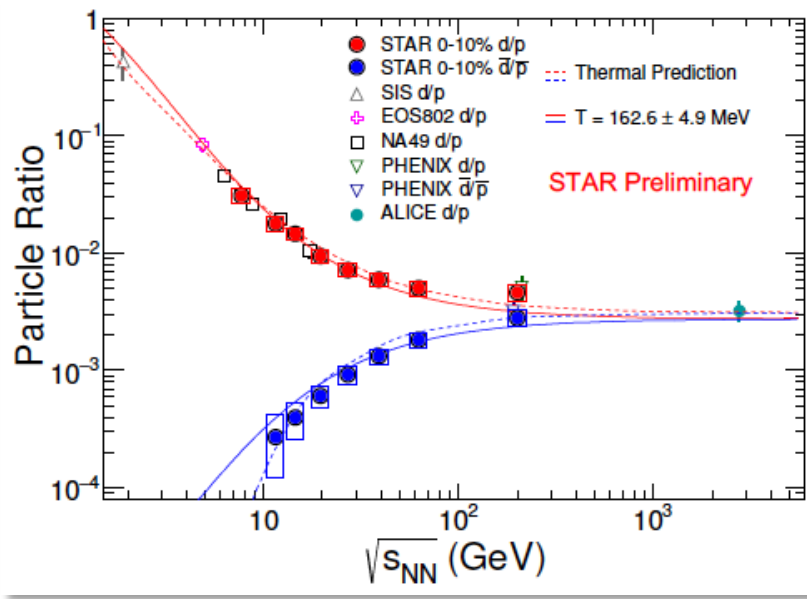 1
10⁻¹
10⁻²
10⁻³
10⁻⁴
Particle Ratio
STAR 0-10% d/p
STAR 0-10% d̅/p̅
SIS d/p
EOS802 d/p
NA49 d/p
PHENIX d/p
PHENIX d̅/p̅
ALICE d/p
Thermal Prediction
T = 162.6 ± 4.9 MeV
STAR Preliminary
10
10²
10³
√sNN (GeV)